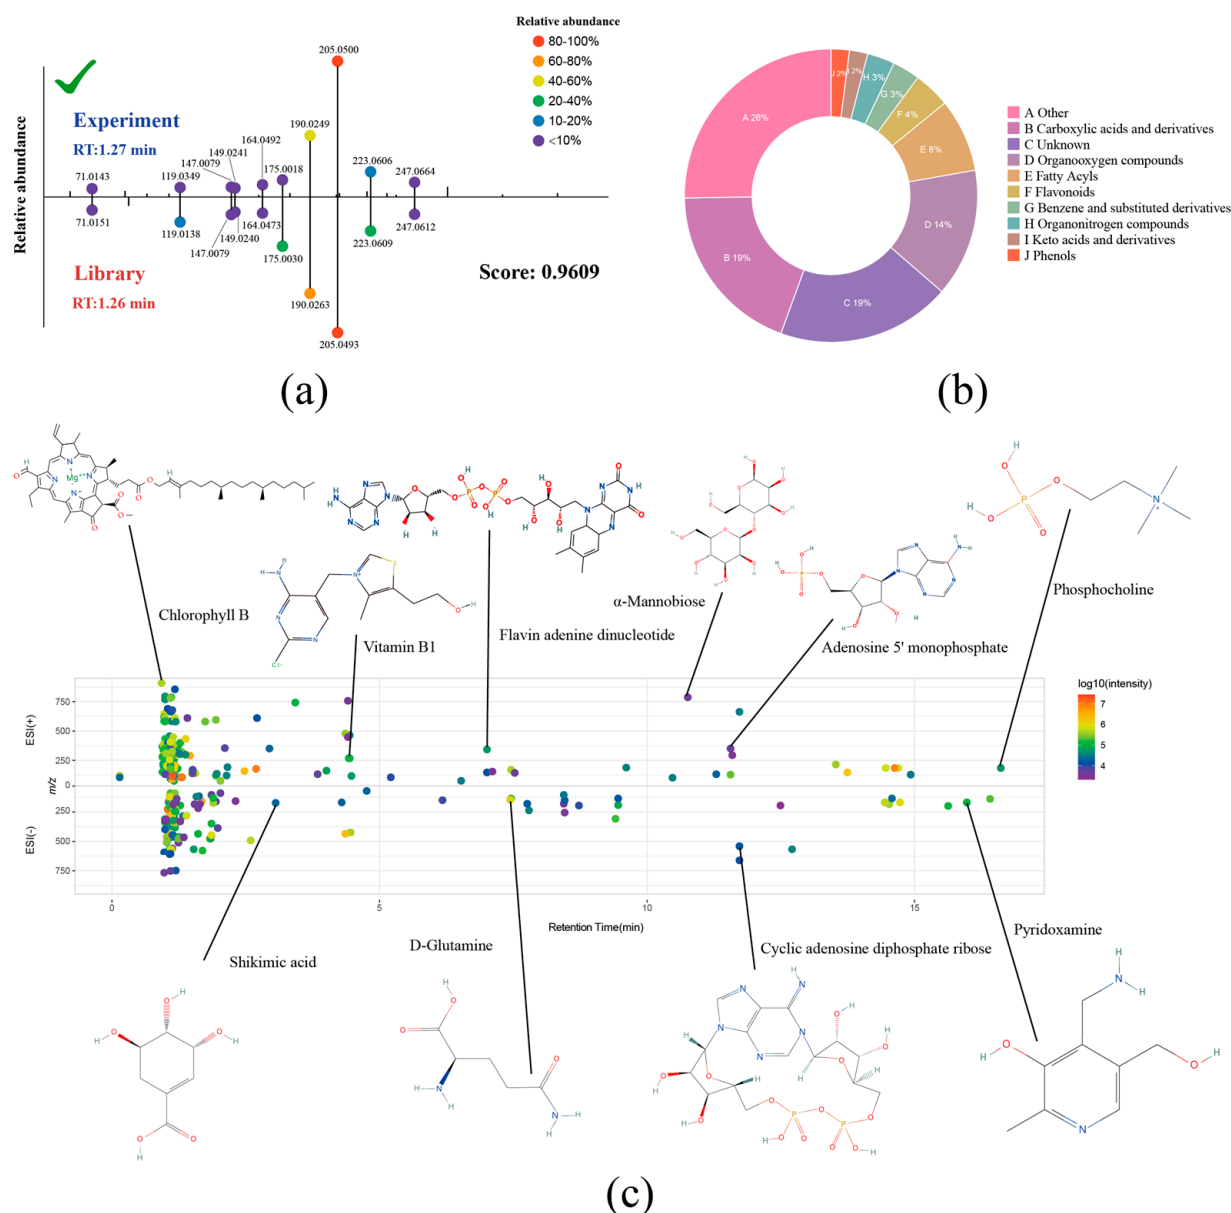 Relative abundance
80-100%
60-80%
40-60%
20-40%
10-20%
<10%
Relative abundance
Experiment
RT:1.27 min
Library
RT:1.26 min
Score: 0.9609
71.0143
119.0349
147.0079
149.0241
164.0492
175.0018
190.0249
205.0500
223.0606
247.0664
71.0151
119.0138
147.0079
149.0240
164.0473
175.0030
190.0263
205.0493
223.0609
247.0612
(a)
J 2%
I 2%
H 3%
G 3%
F 4%
E 8%
D 14%
C 19%
B 19%
A 26%
A Other
B Carboxylic acids and derivatives
C Unknown
D Organooxygen compounds
E Fatty Acyls
F Flavonoids
G Benzene and substituted derivatives
H Organonitrogen compounds
I Keto acids and derivatives
J Phenols
(b)
Chlorophyll B
Vitamin B1
Flavin adenine dinucleotide
α-Mannobiose
Adenosine 5' monophosphate
Phosphocholine
ESI(+)
m/z
ESI(-)
750
500
250
0
250
500
750
0
5
10
15
Retention Time(min)
log10(intensity)
7
6
5
4
Shikimic acid
D-Glutamine
Cyclic adenosine diphosphate ribose
Pyridoxamine
(c)